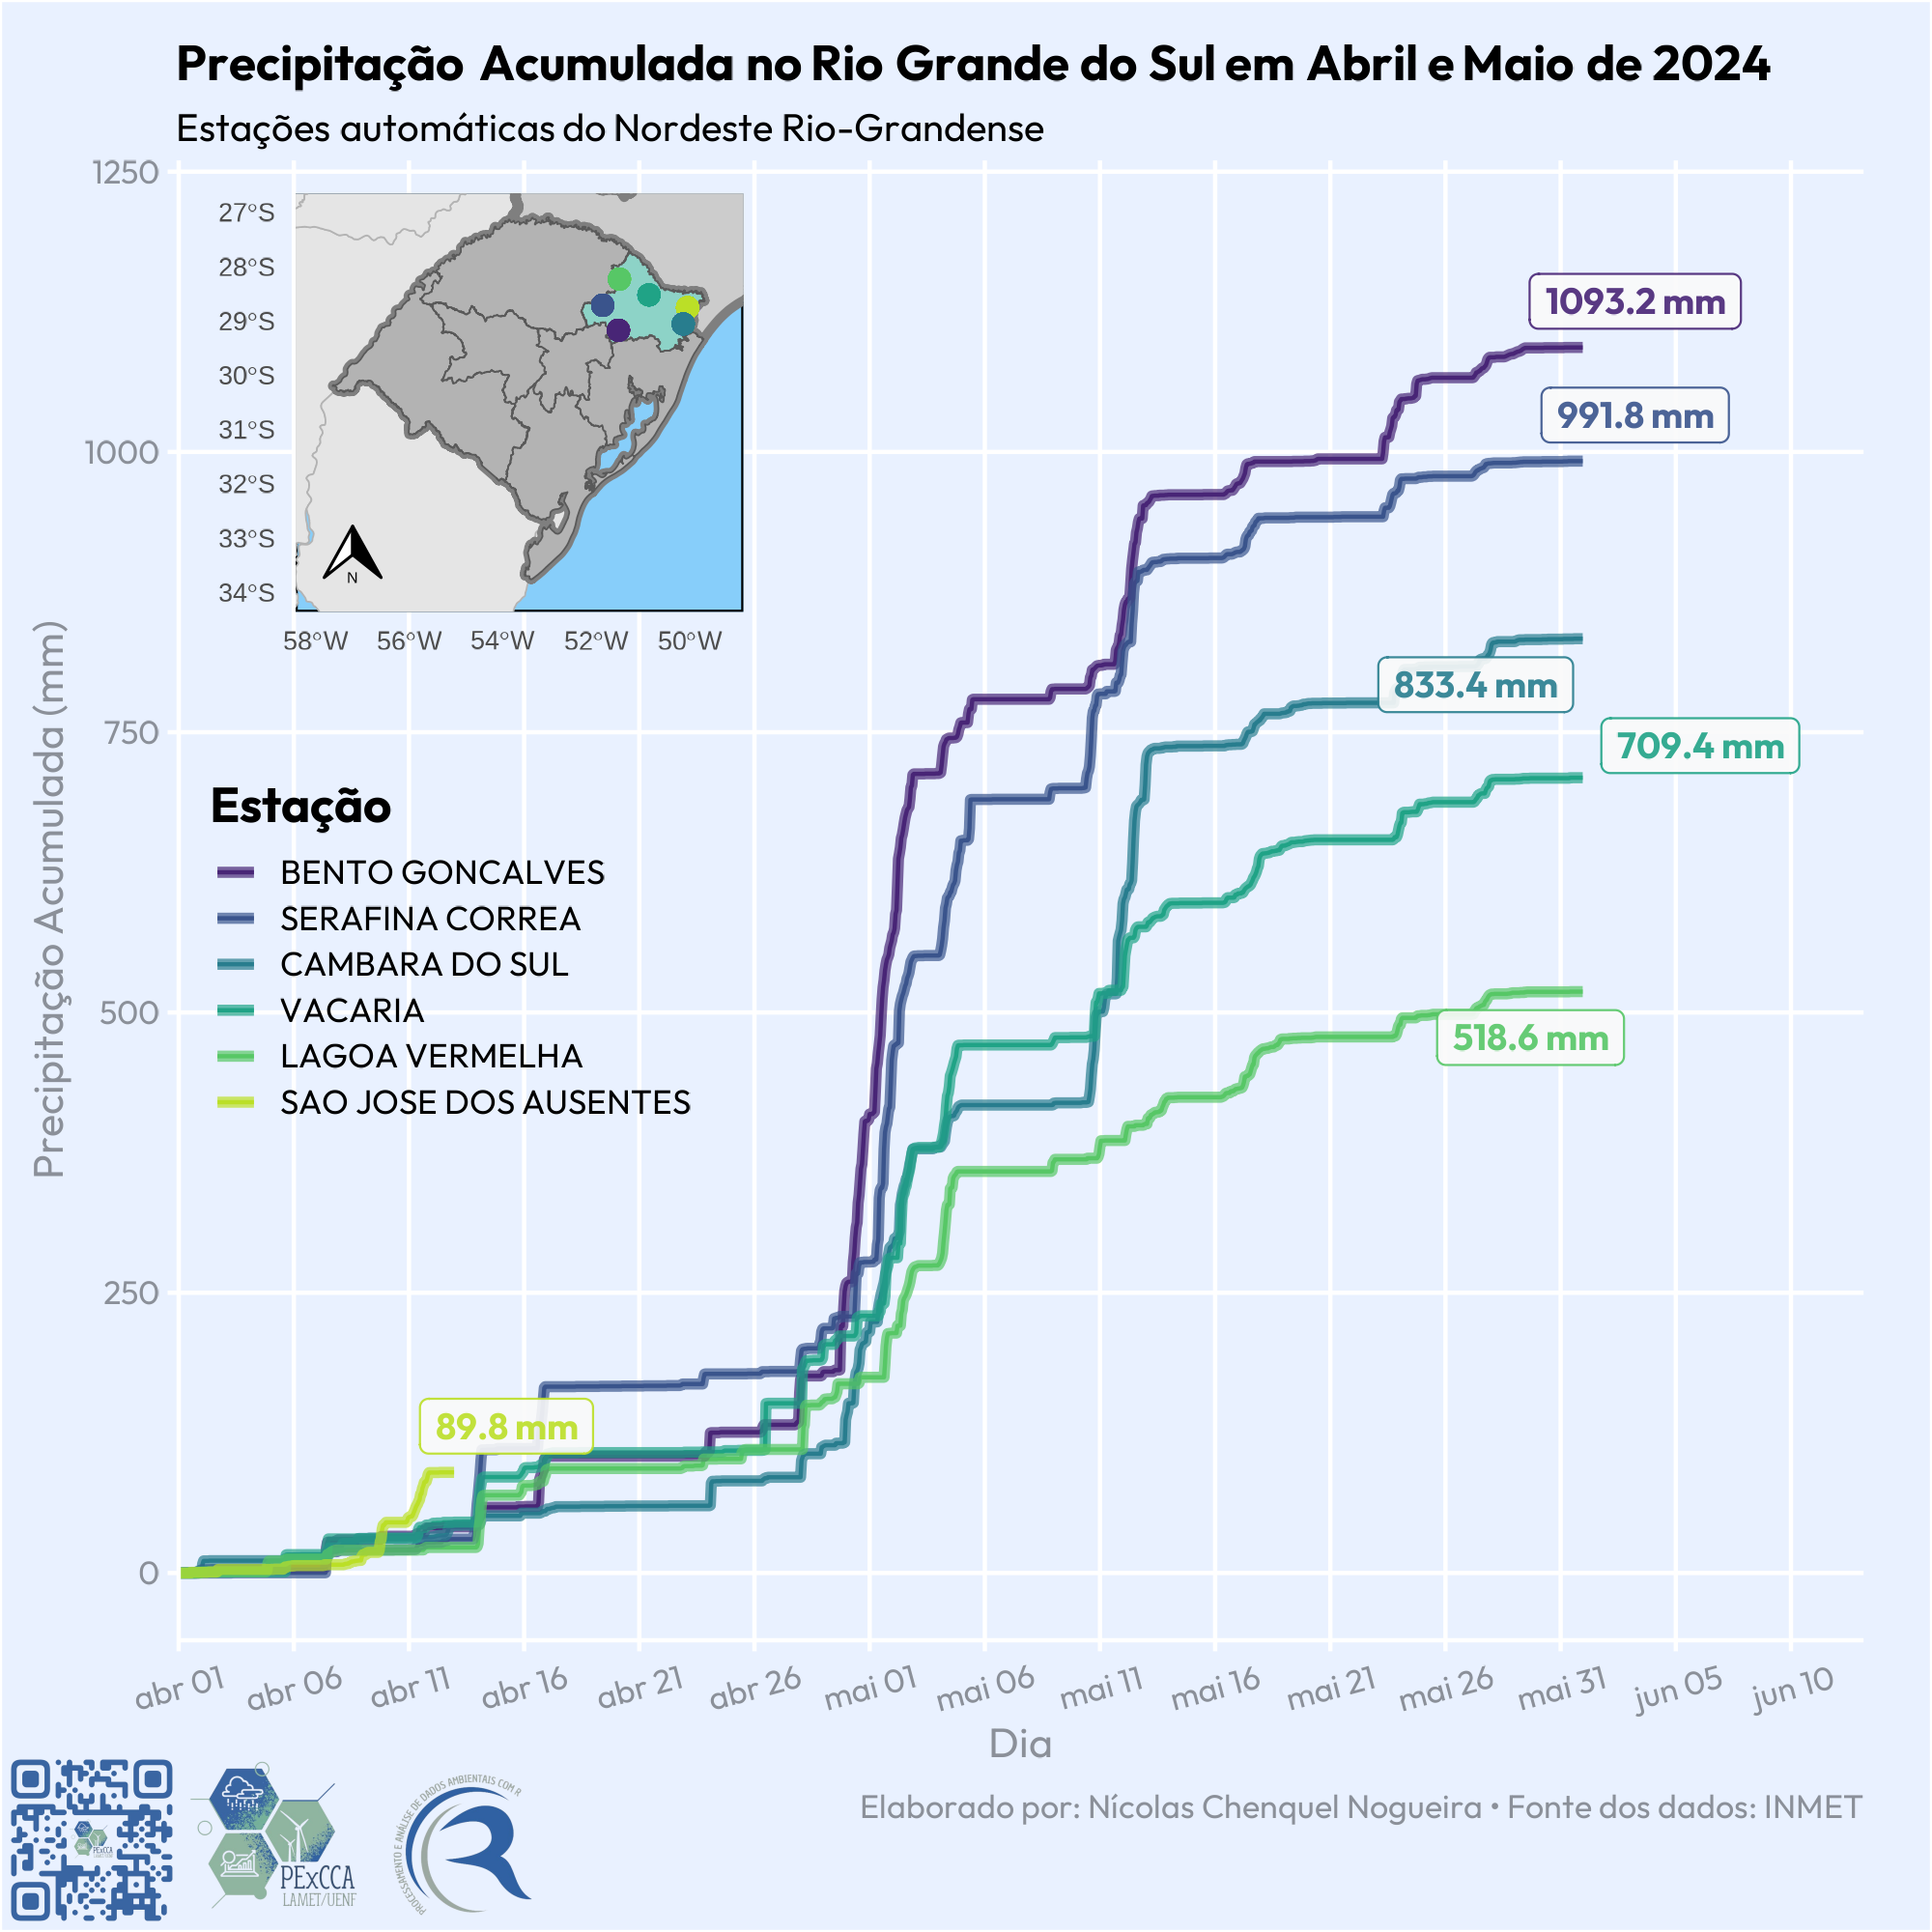 Precipitação Acumulada no Rio Grande do Sul em Abril e Maio de 2024
Estações automáticas do Nordeste Rio-Grandense
Precipitação Acumulada (mm)
1250
1000
750
500
250
0
27°S
28°S
29°S
30°S
31°S
32°S
33°S
34°S
N
58°W 56°W 54°W 52°W 50°W
1093.2 mm
991.8 mm
833.4 mm
709.4 mm
518.6 mm
89.8 mm
Estação
BENTO GONCALVES
SERAFINA CORREA
CAMBARA DO SUL
VACARIA
LAGOA VERMELHA
SAO JOSE DOS AUSENTES
abr 01 abr 06 abr 11 abr 16 abr 21 abr 26 mai 01 mai 06 mai 11 mai 16 mai 21 mai 26 mai 31 jun 05 jun 10
Dia
Elaborado por: Nícolas Chenquel Nogueira • Fonte dos dados: INMET
PExCCA
LAMET/UENF
PROCESSAMENTO E ANÁLISE DE DADOS AMBIENTAIS COM R
R